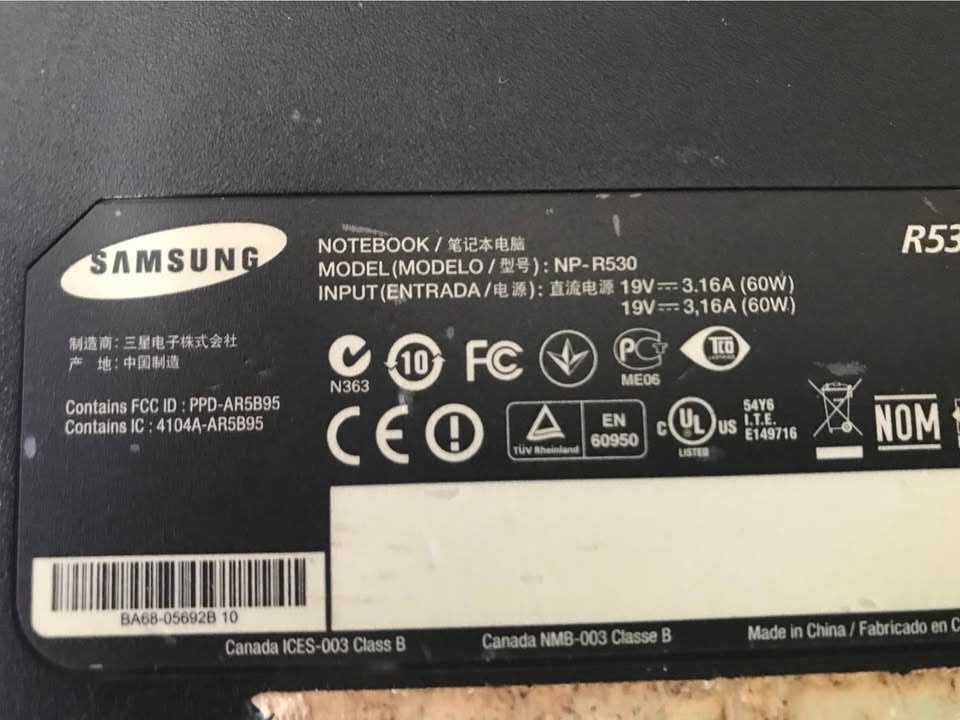 SAMSUNG
NOTEBOOK / 笔记本电脑
MODEL(MODELO / 型号) : NP-R530
INPUT(ENTRADA / 电源) : 直流电源 19V⎓3.16A (60W)
19V⎓3,16A (60W)
R53
制造商: 三星电子株式会社
产 地: 中国制造
Contains FCC ID : PPD-AR5B95
Contains IC : 4104A-AR5B95
N363
10
FC
PCT
ME06
TCO
CE
TÜV Rheinland
EN
60950
C UL US
LISTED
54Y6
I.T.E.
E149716
NOM
BA68-05692B 10
Canada ICES-003 Class B
Canada NMB-003 Classe B
Made in China / Fabricado en C